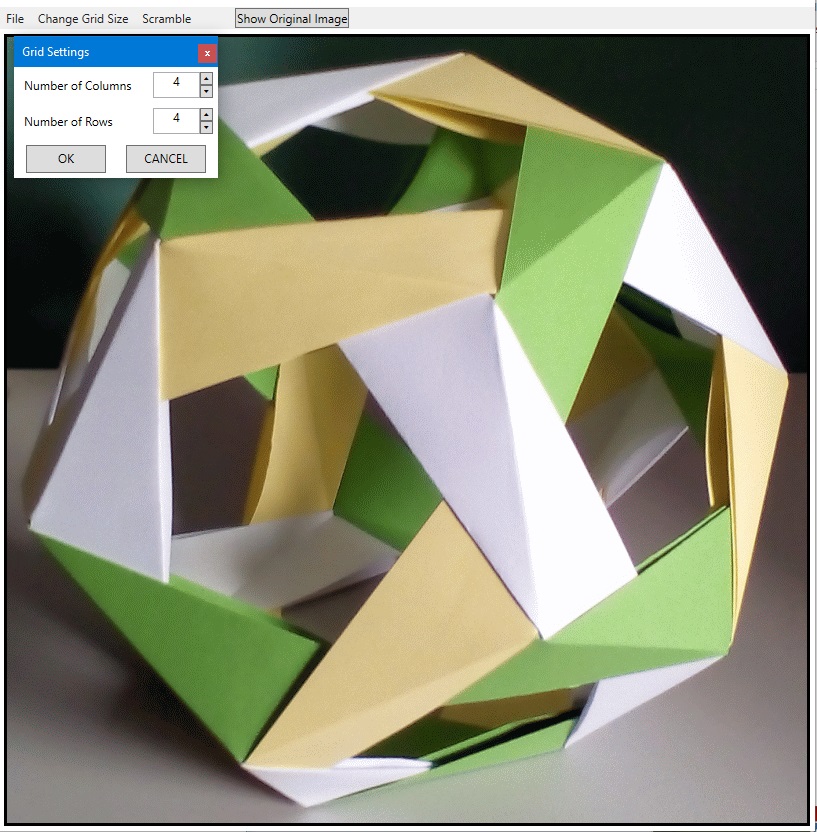 File Change Grid Size Scramble Show Original Image
Grid Settings x
Number of Columns 4
Number of Rows 4
OK CANCEL